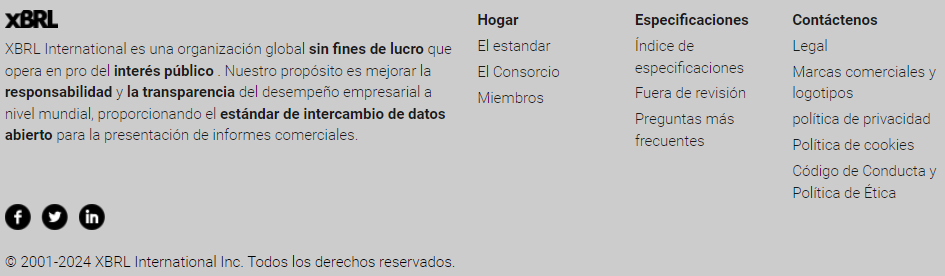 XBRL
XBRL International es una organización global sin fines de lucro que
opera en pro del interés público . Nuestro propósito es mejorar la
responsabilidad y la transparencia del desempeño empresarial a
nivel mundial, proporcionando el estándar de intercambio de datos
abierto para la presentación de informes comerciales.
Hogar
El estandar
El Consorcio
Miembros
Especificaciones
Índice de
especificaciones
Fuera de revisión
Preguntas más
frecuentes
Contáctenos
Legal
Marcas comerciales y
logotipos
política de privacidad
Política de cookies
Código de Conducta y
Política de Ética
© 2001-2024 XBRL International Inc. Todos los derechos reservados.